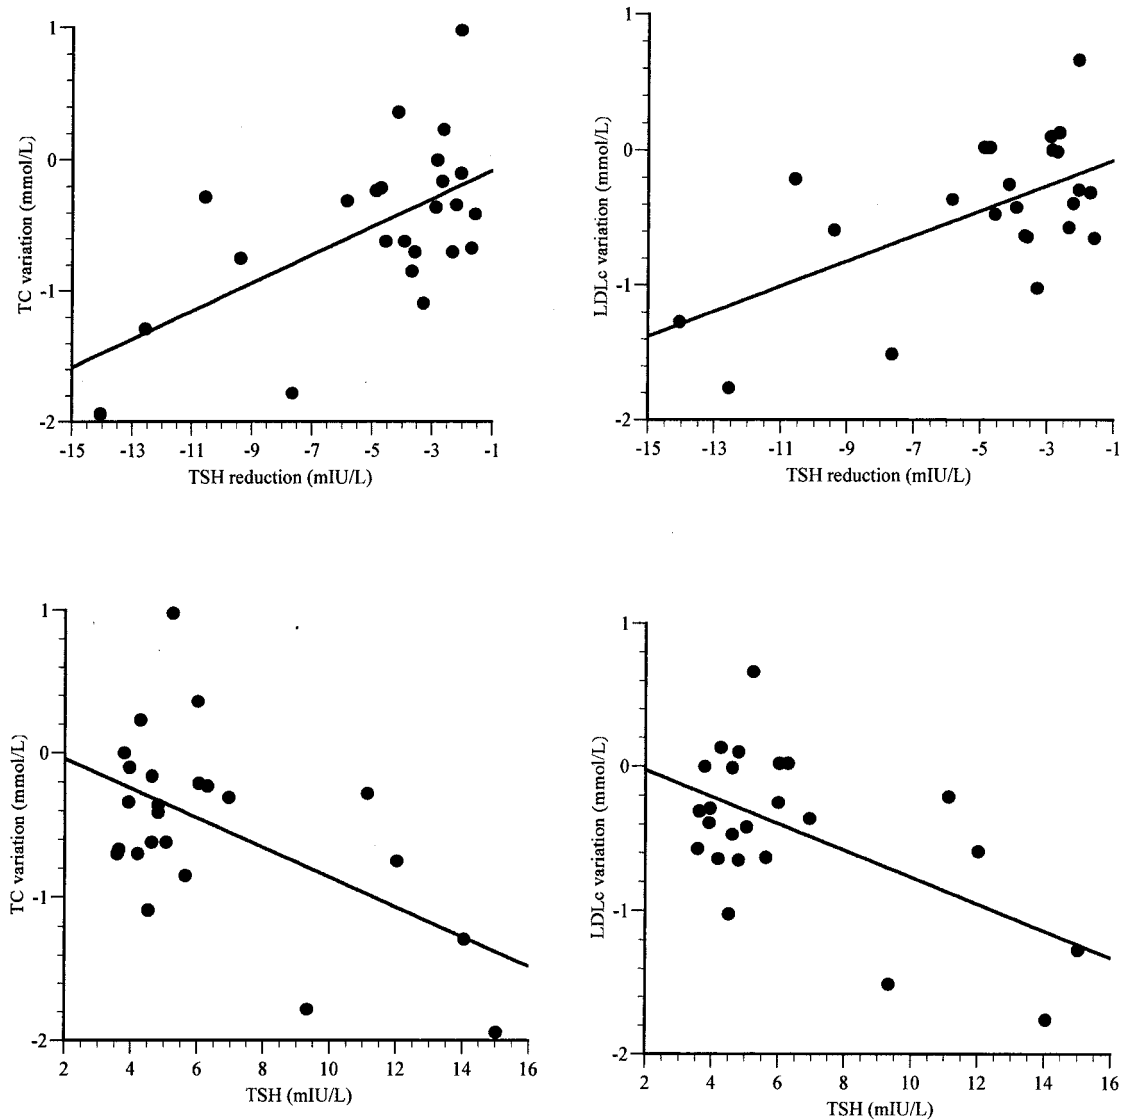 1
0
-1
-2
TC variation (mmol/L)
-15 -13 -11 -9 -7 -5 -3 -1
TSH reduction (mIU/L)
1
0
-1
-2
LDLc variation (mmol/L)
-15 -13 -11 -9 -7 -5 -3 -1
TSH reduction (mIU/L)
1
0
-1
-2
TC variation (mmol/L)
2 4 6 8 10 12 14 16
TSH (mIU/L)
1
0
-1
-2
LDLc variation (mmol/L)
2 4 6 8 10 12 14 16
TSH (mIU/L)